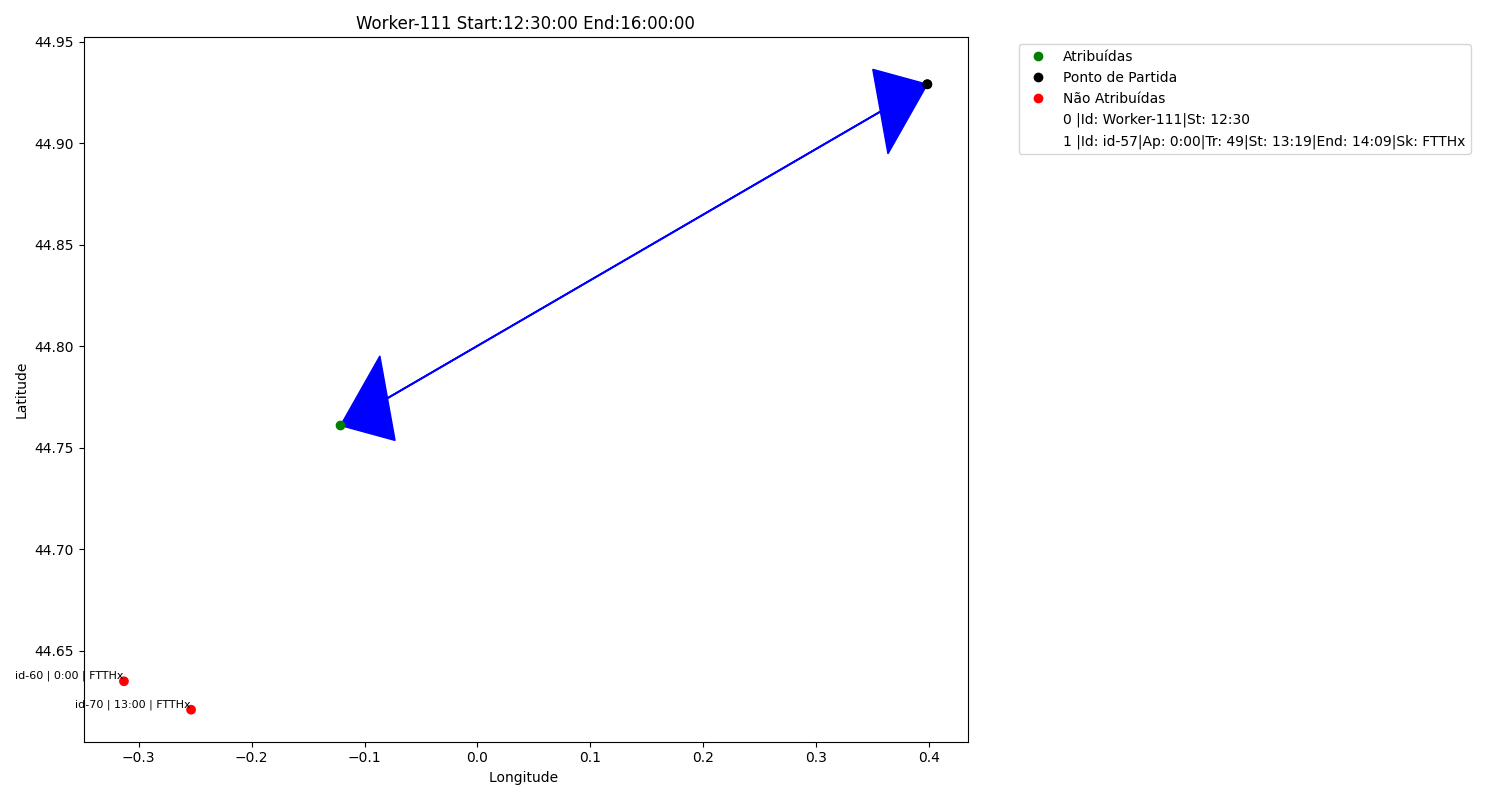 Worker-111 Start:12:30:00 End:16:00:00
44.95
44.90
44.85
44.80
44.75
44.70
44.65
Latitude
id-60 | 0:00 | FTTHx
id-70 | 13:00 | FTTHx
−0.3
−0.2
−0.1
0.0
0.1
0.2
0.3
0.4
Longitude
Atribuídas
Ponto de Partida
Não Atribuídas
0 |Id: Worker-111|St: 12:30
1 |Id: id-57|Ap: 0:00|Tr: 49|St: 13:19|End: 14:09|Sk: FTTHx